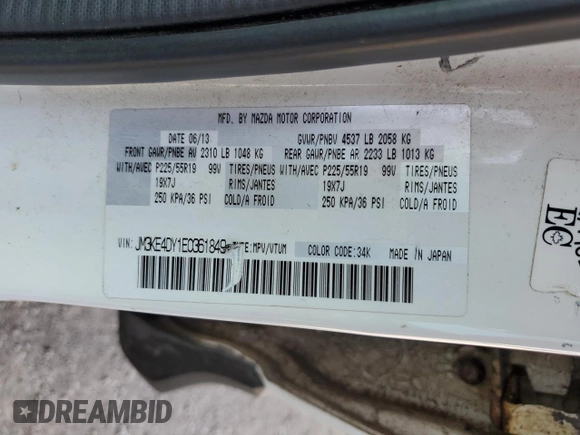 MFD. BY MAZDA MOTOR CORPORATION
DATE 06/13 GVWR/PNBV 4537 LB 2058 KG
FRONT GAWR/PNBE AV 2310 LB 1048 KG REAR GAWR/PNBE AR 2233 LB 1013 KG
WITH/AVEC P225/55R19 99V TIRES/PNEUS WITH/AVEC P225/55R19 99V TIRES/PNEUS
19X7J RIMS/JANTES 19X7J RIMS/JANTES
250 KPA/36 PSI COLD/A FROID 250 KPA/36 PSI COLD/A FROID
VIN: JM3KE4DY1E0361849 TYPE:MPV/VTUM COLOR CODE:34K MADE IN JAPAN
EC
DREAMBID